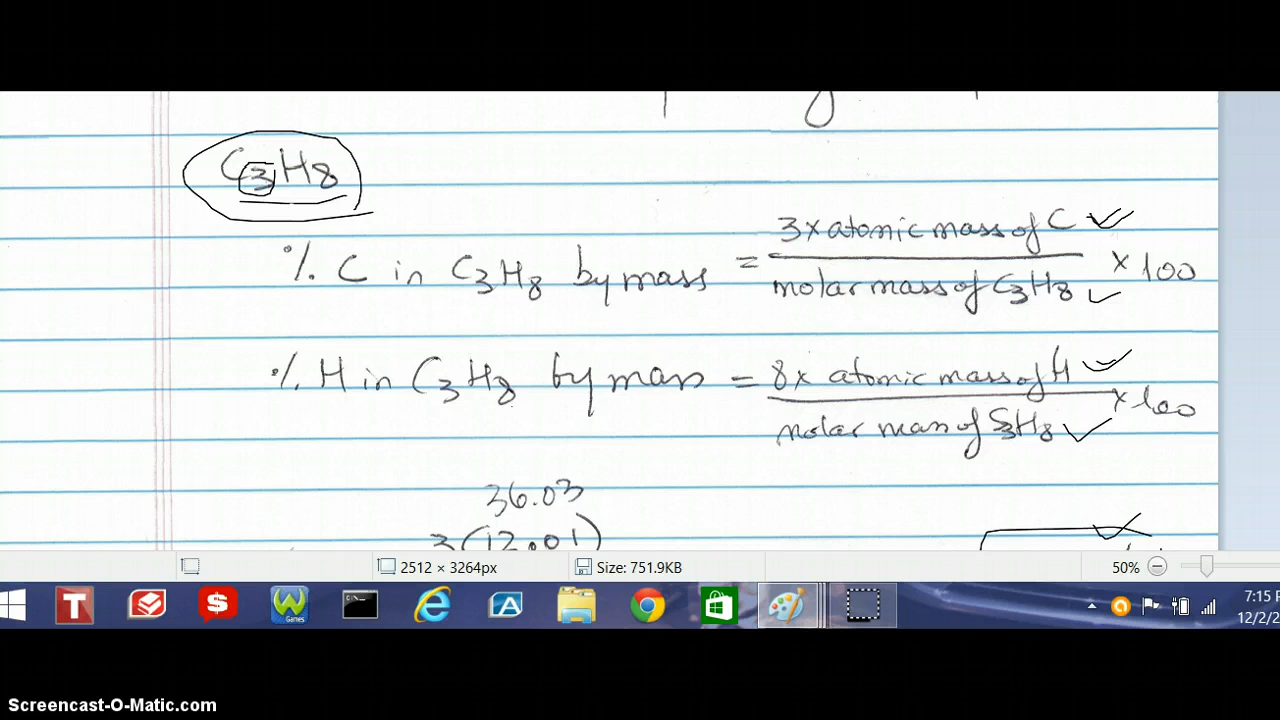 C3H8
% C in C3H8 by mass = 3 x atomic mass of C / molar mass of C3H8 x 100
% H in C3H8 by mass = 8 x atomic mass of H / molar mass of C3H8 x 100
36.03
3(12.01)
2512 × 3264px Size: 751.9KB 50%
T $ W Games e A
7:15 P
12/2/2
Screencast-O-Matic.com